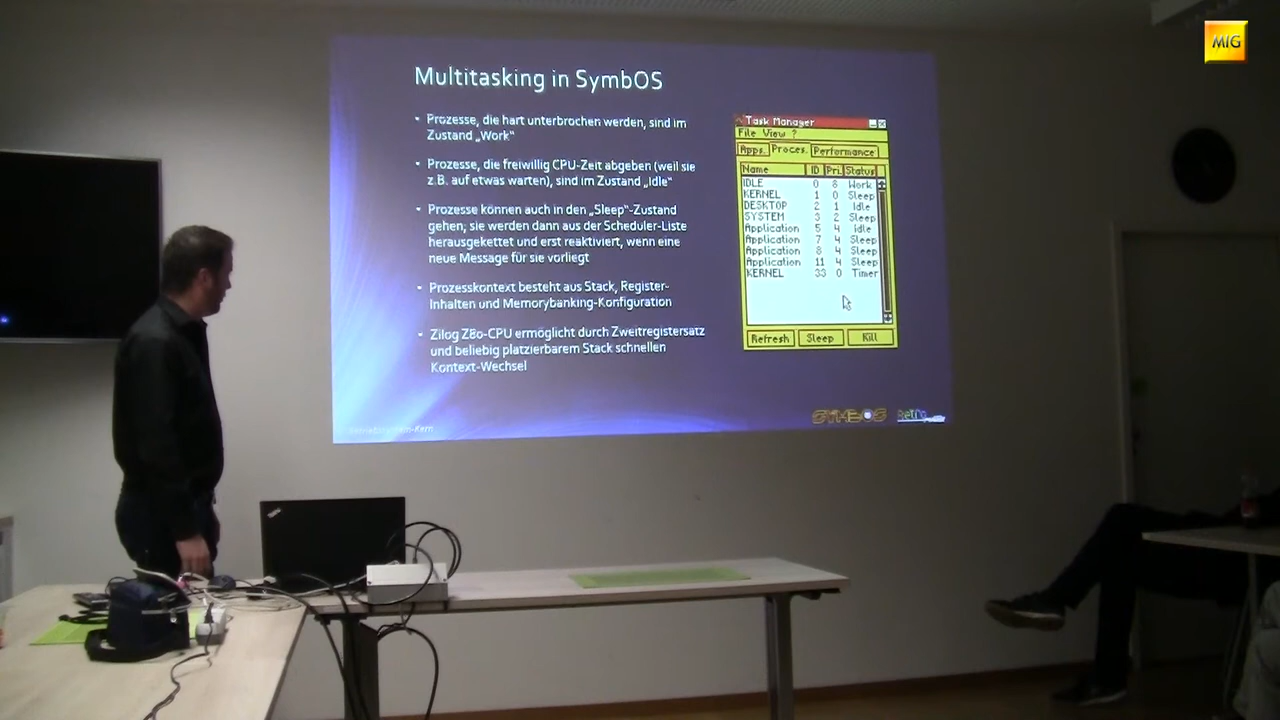 MIG
Multitasking in SymbOS
• Prozesse, die hart unterbrochen werden, sind im
Zustand „Work“
• Prozesse, die freiwillig CPU-Zeit abgeben (weil sie
z.B. auf etwas warten), sind im Zustand „Idle“
• Prozesse können auch in den „Sleep“-Zustand
gehen, sie werden dann aus der Scheduler-Liste
herausgekettet und erst reaktiviert, wenn eine
neue Message für sie vorliegt
• Prozesskontext besteht aus Stack, Register-
Inhalten und Memorybanking-Konfiguration
• Zilog Z80-CPU ermöglicht durch Zweitregistersatz
und beliebig platzierbarem Stack schnellen
Kontext-Wechsel
Task Manager
File View ?
Apps. Proces. Performance
Name ID Pri. Status
IDLE 0 8 Work
KERNEL 1 0 Sleep
DESKTOP 2 1 Idle
SYSTEM 3 2 Sleep
Application 5 4 Idle
Application 7 4 Sleep
Application 8 4 Sleep
Application 11 4 Sleep
KERNEL 33 0 Timer
Refresh Sleep Kill
SYMBOS